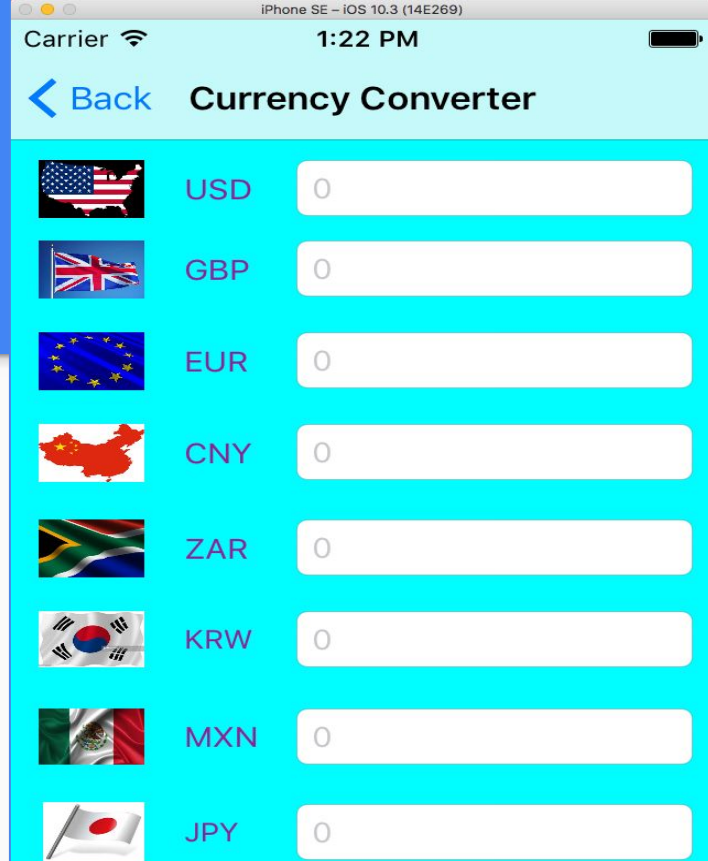 iPhone SE – iOS 10.3 (14E269)
Carrier 1:22 PM
Back Currency Converter
USD 0
GBP 0
EUR 0
CNY 0
ZAR 0
KRW 0
MXN 0
JPY 0